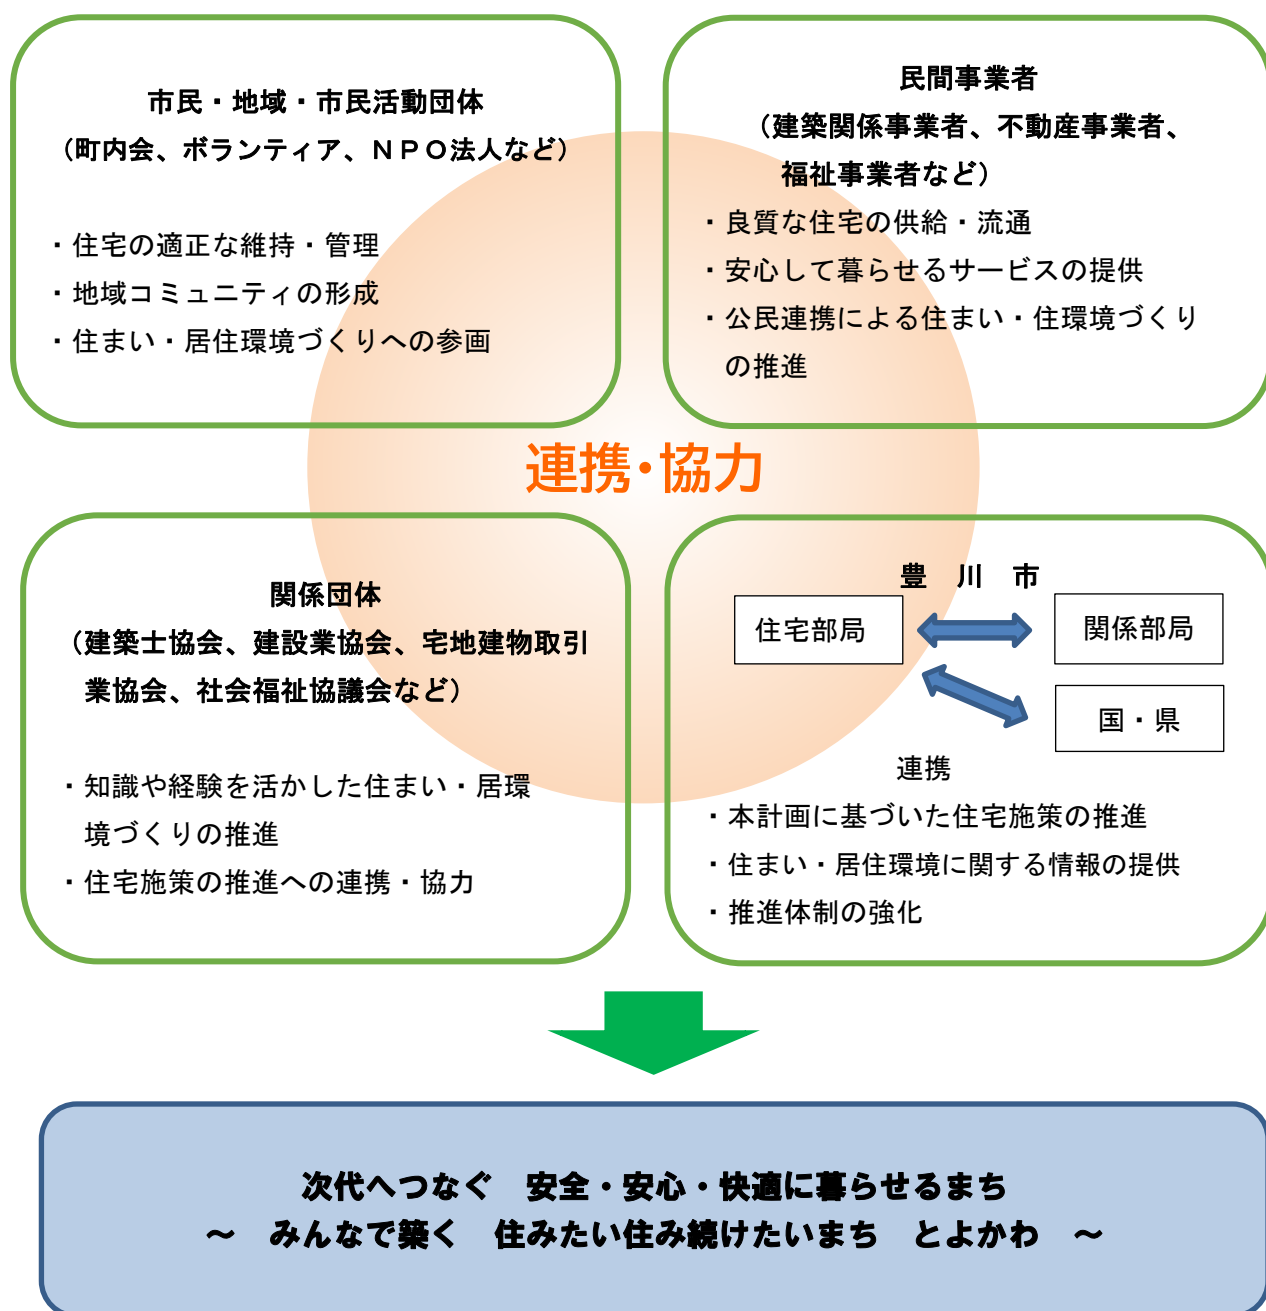 市民・地域・市民活動団体
（町内会、ボランティア、ＮＰＯ法人など）
・住宅の適正な維持・管理
・地域コミュニティの形成
・住まい・居住環境づくりへの参画
民間事業者
（建築関係事業者、不動産事業者、
福祉事業者など）
・良質な住宅の供給・流通
・安心して暮らせるサービスの提供
・公民連携による住まい・住環境づくり
の推進
連携・協力
関係団体
（建築士協会、建設業協会、宅地建物取引
業協会、社会福祉協議会など）
・知識や経験を活かした住まい・居環
境づくりの推進
・住宅施策の推進への連携・協力
豊　川　市
住宅部局
関係部局
国・県
連携
・本計画に基づいた住宅施策の推進
・住まい・居住環境に関する情報の提供
・推進体制の強化
次代へつなぐ　安全・安心・快適に暮らせるまち
～　みんなで築く　住みたい住み続けたいまち　とよかわ　～